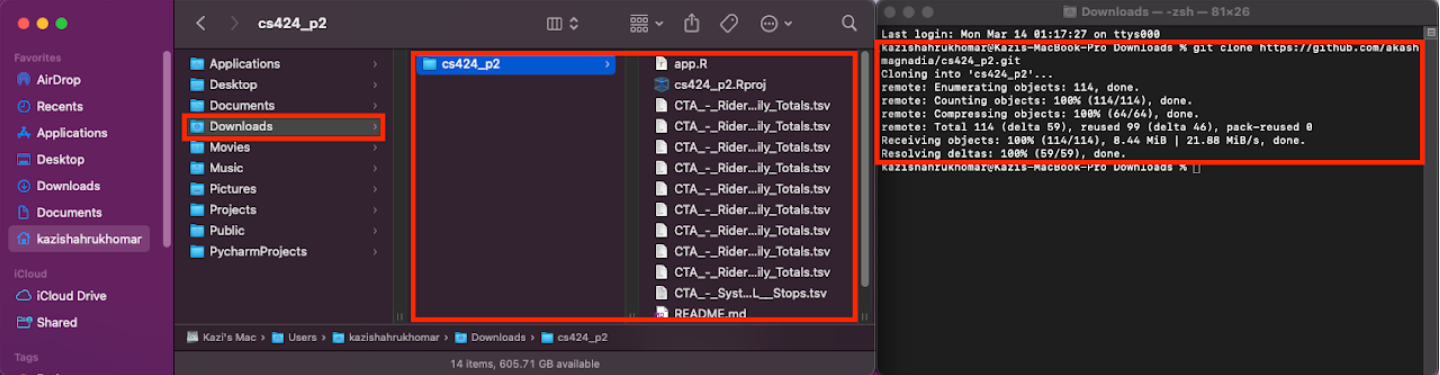 cs424_p2
Favorites
AirDrop
Recents
Applications
Desktop
Downloads
Documents
kazishahrukhomar
iCloud
iCloud Drive
Shared
Tags
Applications
Desktop
Documents
Downloads
Movies
Music
Pictures
Projects
Public
PycharmProjects
cs424_p2
app.R
cs424_p2.Rproj
CTA_-_Rider...ily_Totals.tsv
CTA_-_Rider...ily_Totals.tsv
CTA_-_Rider...ily_Totals.tsv
CTA_-_Rider...ily_Totals.tsv
CTA_-_Rider...ily_Totals.tsv
CTA_-_Rider...ily_Totals.tsv
CTA_-_Rider...ily_Totals.tsv
CTA_-_Rider...ily_Totals.tsv
CTA_-_Rider...ily_Totals.tsv
CTA_-_Syst...L__Stops.tsv
README.md
Kazi's Mac › Users › kazishahrukhomar › Downloads › cs424_p2
14 items, 605.71 GB available
Downloads — -zsh — 81×26
Last login: Mon Mar 14 01:17:27 on ttys000
kazishahrukhomar@Kazis-MacBook-Pro Downloads % git clone https://github.com/akash
magnadia/cs424_p2.git
Cloning into 'cs424_p2'...
remote: Enumerating objects: 114, done.
remote: Counting objects: 100% (114/114), done.
remote: Compressing objects: 100% (64/64), done.
remote: Total 114 (delta 59), reused 99 (delta 46), pack-reused 0
Receiving objects: 100% (114/114), 8.44 MiB | 21.88 MiB/s, done.
Resolving deltas: 100% (59/59), done.
kazishahrukhomar@Kazis-MacBook-Pro Downloads %